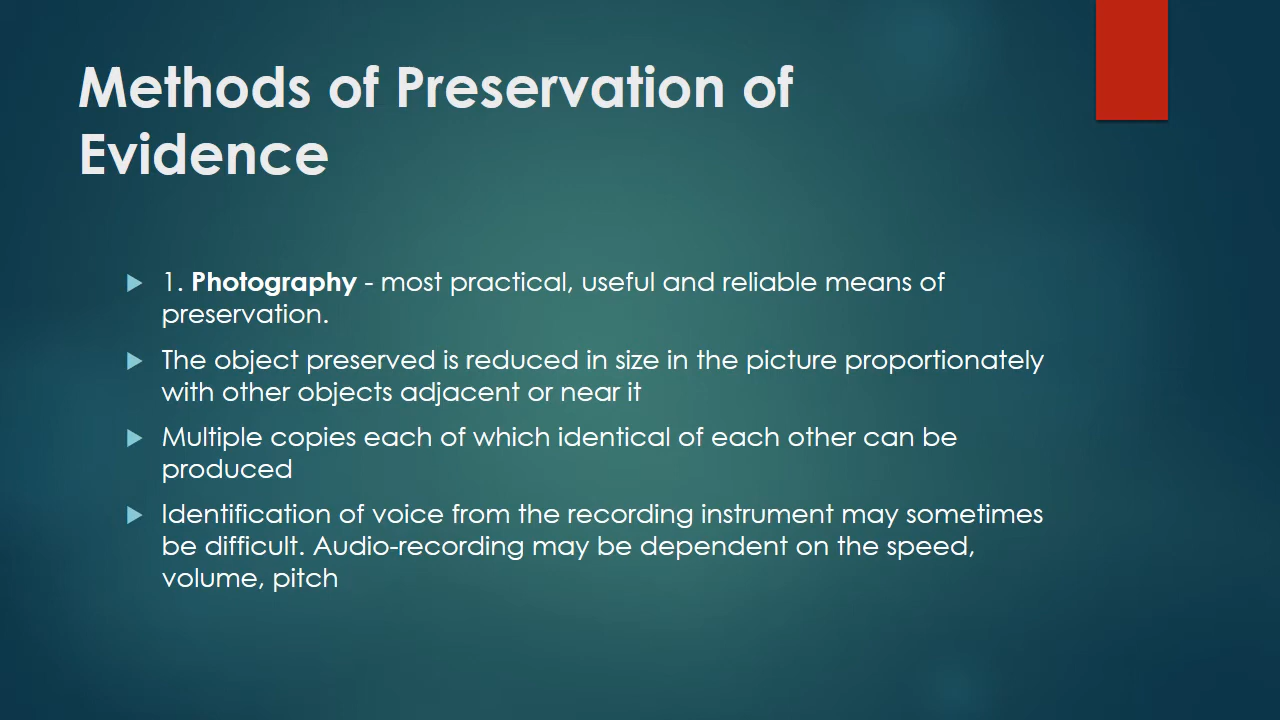 Methods of Preservation of
Evidence
1. Photography - most practical, useful and reliable means of
preservation.
The object preserved is reduced in size in the picture proportionately
with other objects adjacent or near it
Multiple copies each of which identical of each other can be
produced
Identification of voice from the recording instrument may sometimes
be difficult. Audio-recording may be dependent on the speed,
volume, pitch